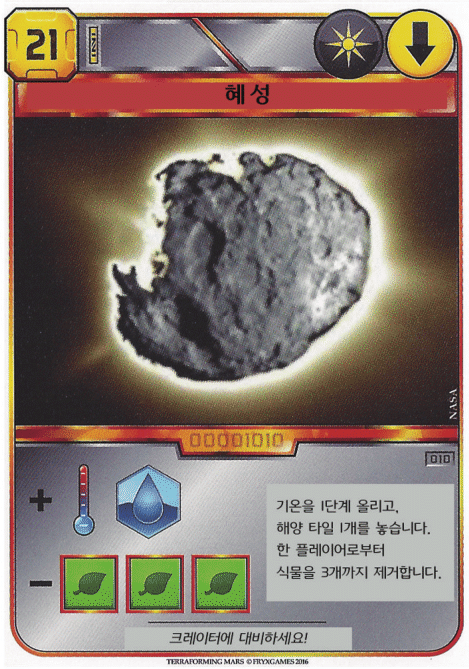 21
혜성
NASA
00001010
010
+
기온을 1단계 올리고,
해양 타일 1개를 놓습니다.
한 플레이어로부터
식물을 3개까지 제거합니다.
-
크레이터에 대비하세요!
TERRAFORMING MARS © FRYXGAMES 2016